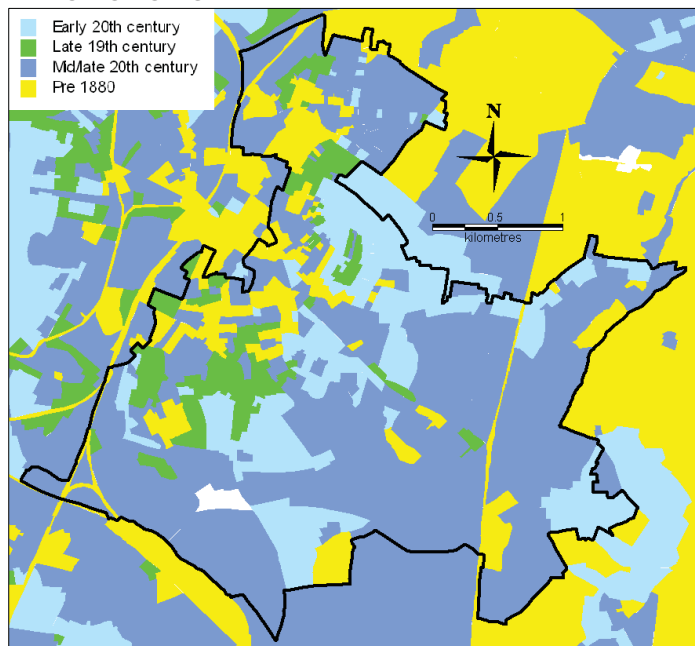 Early 20th century
Late 19th century
Mid/late 20th century
Pre 1880
N
0 0.5 1
kilometres